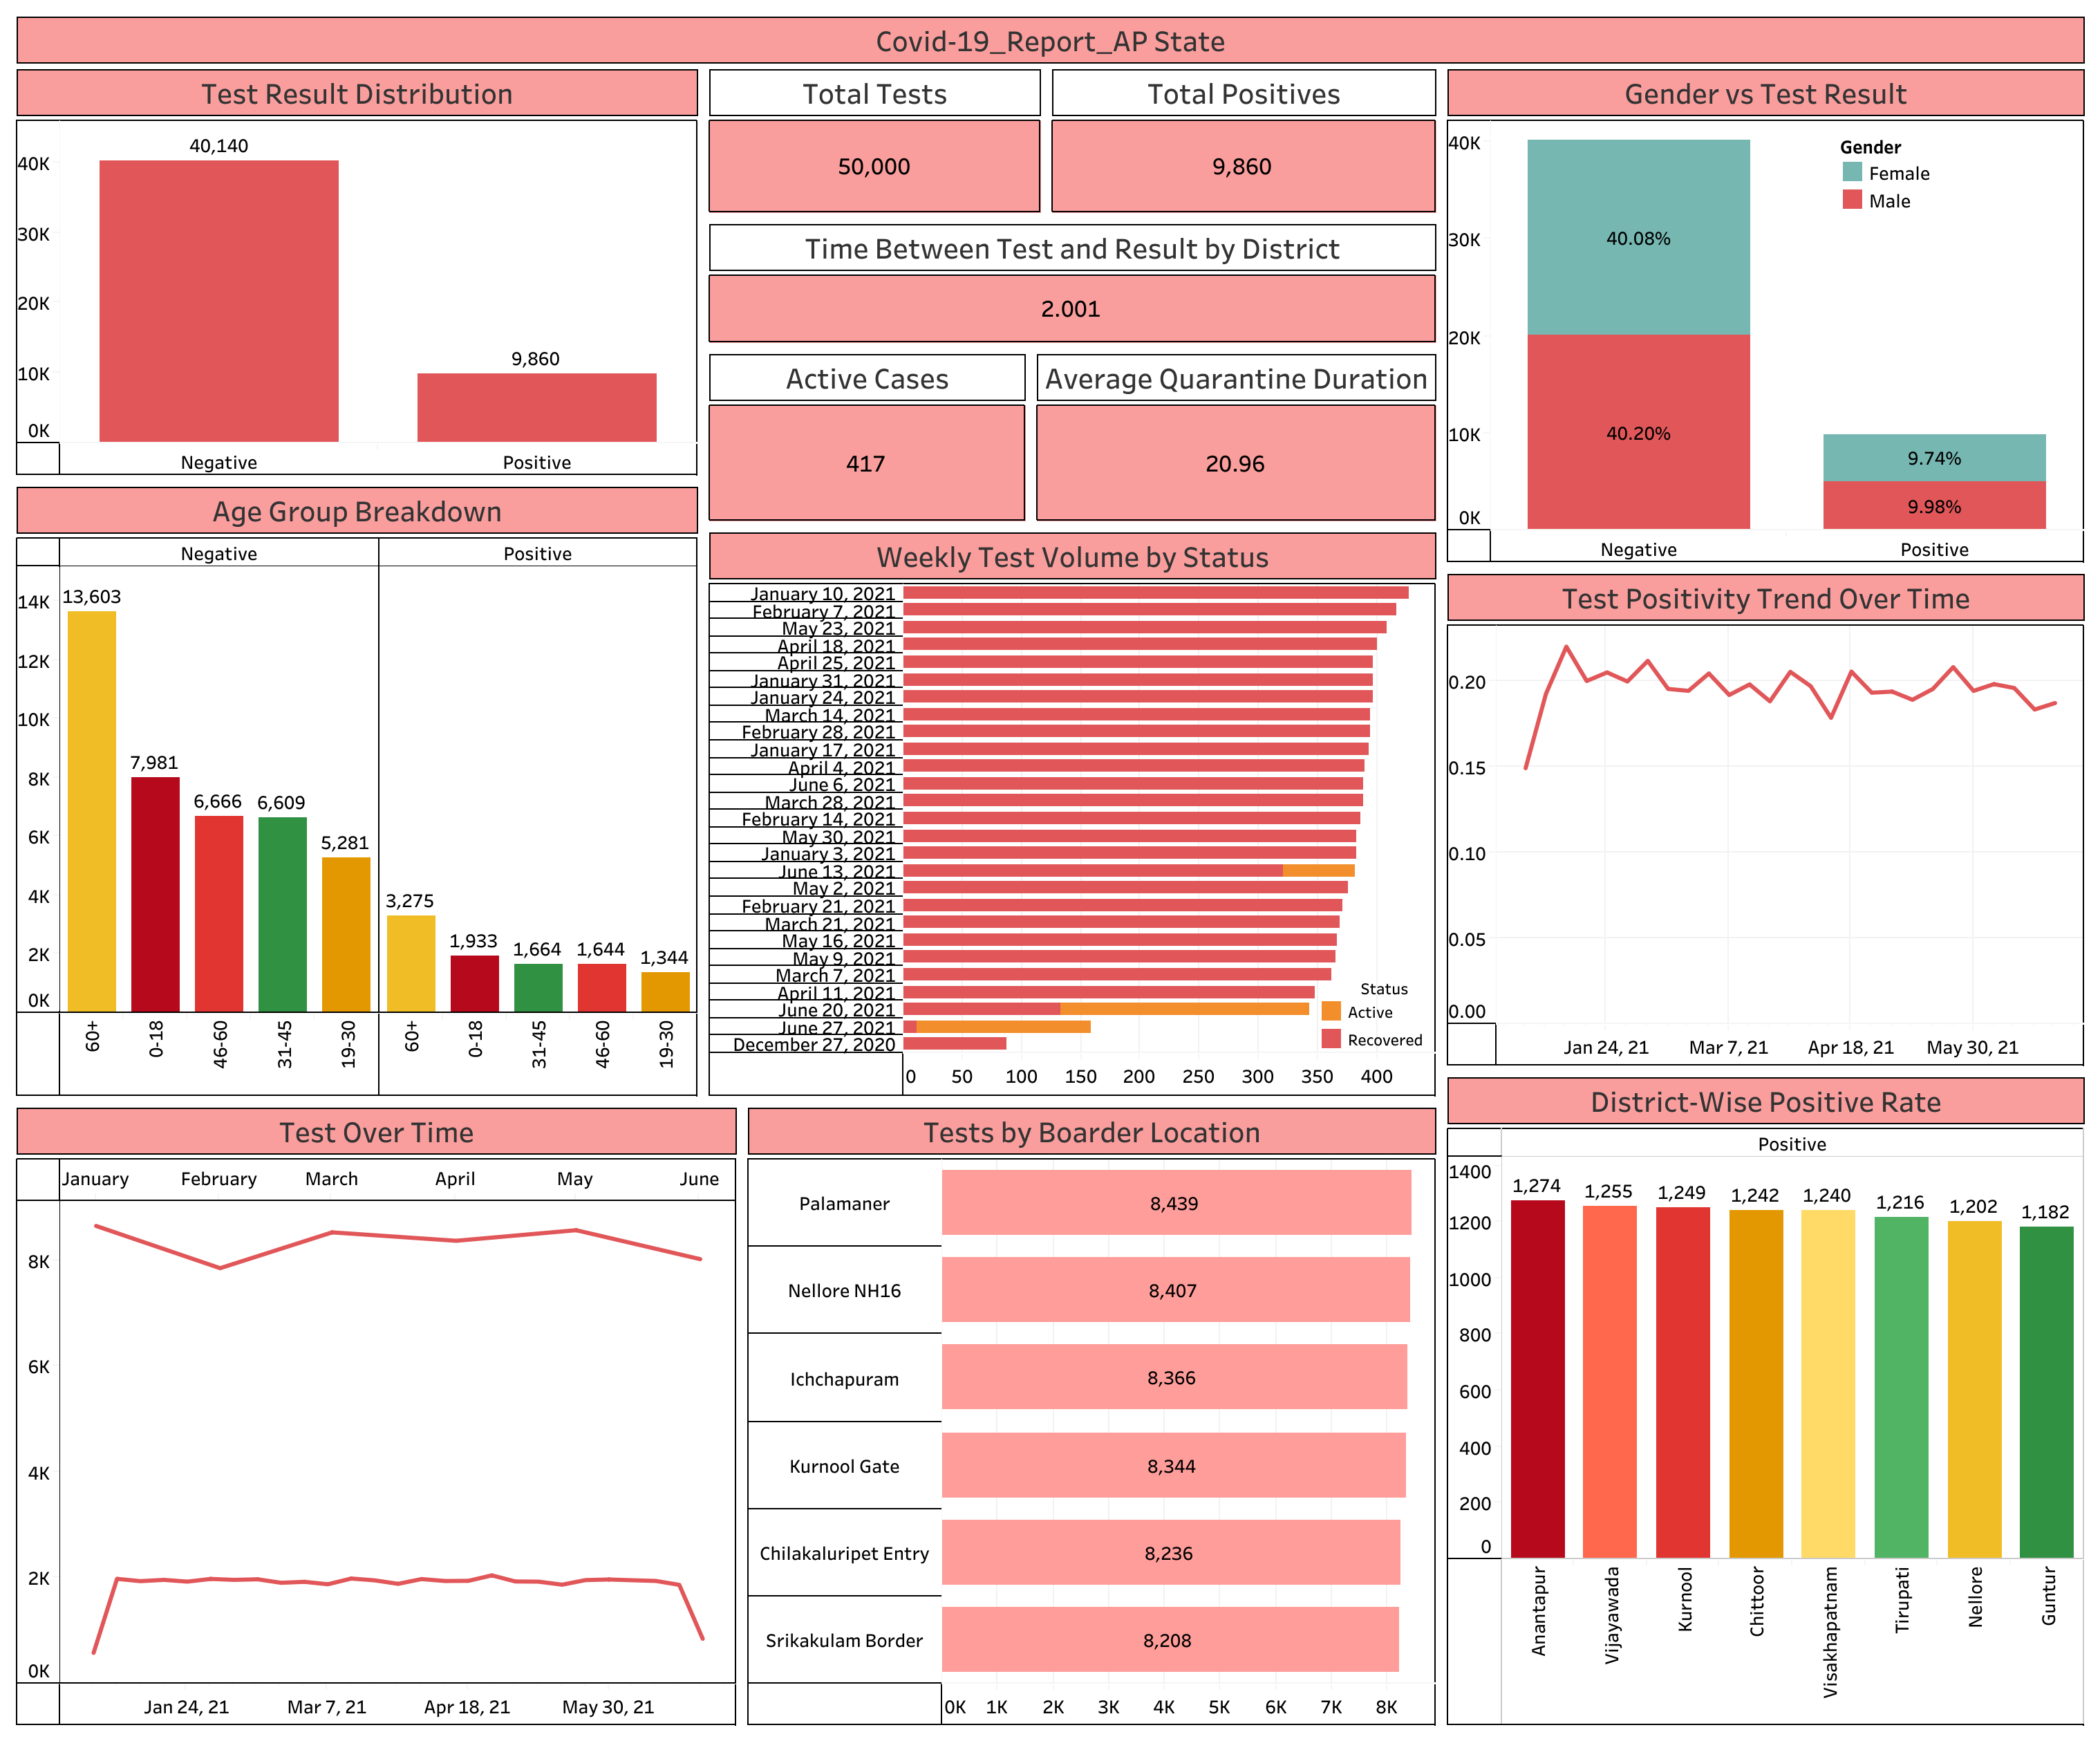 Covid-19_Report_AP State
Test Result Distribution
40K
30K
20K
10K
0K
40,140
9,860
Negative
Positive
Total Tests
Total Positives
50,000
9,860
Time Between Test and Result by District
2.001
Active Cases
Average Quarantine Duration
417
20.96
Gender vs Test Result
40K
30K
20K
10K
0K
Gender
Female
Male
40.08%
40.20%
9.74%
9.98%
Negative
Positive
Age Group Breakdown
Negative
Positive
14K
12K
10K
8K
6K
4K
2K
0K
13,603
7,981
6,666
6,609
5,281
3,275
1,933
1,664
1,644
1,344
60+
0-18
46-60
31-45
19-30
60+
0-18
31-45
46-60
19-30
Weekly Test Volume by Status
January 10, 2021
February 7, 2021
May 23, 2021
April 18, 2021
April 25, 2021
January 31, 2021
January 24, 2021
March 14, 2021
February 28, 2021
January 17, 2021
April 4, 2021
June 6, 2021
March 28, 2021
February 14, 2021
May 30, 2021
January 3, 2021
June 13, 2021
May 2, 2021
February 21, 2021
March 21, 2021
May 16, 2021
May 9, 2021
March 7, 2021
April 11, 2021
June 20, 2021
June 27, 2021
December 27, 2020
Status
Active
Recovered
0 50 100 150 200 250 300 350 400
Test Positivity Trend Over Time
0.20
0.15
0.10
0.05
0.00
Jan 24, 21 Mar 7, 21 Apr 18, 21 May 30, 21
Test Over Time
January February March April May June
8K
6K
4K
2K
0K
Jan 24, 21 Mar 7, 21 Apr 18, 21 May 30, 21
Tests by Boarder Location
Palamaner 8,439
Nellore NH16 8,407
Ichchapuram 8,366
Kurnool Gate 8,344
Chilakaluripet Entry 8,236
Srikakulam Border 8,208
0K 1K 2K 3K 4K 5K 6K 7K 8K
District-Wise Positive Rate
Positive
1400
1200
1000
800
600
400
200
0
1,274
1,255
1,249
1,242
1,240
1,216
1,202
1,182
Anantapur
Vijayawada
Kurnool
Chittoor
Visakhapatnam
Tirupati
Nellore
Guntur